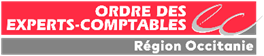 ORDRE DES
EXPERTS-COMPTABLES
Région Occitanie